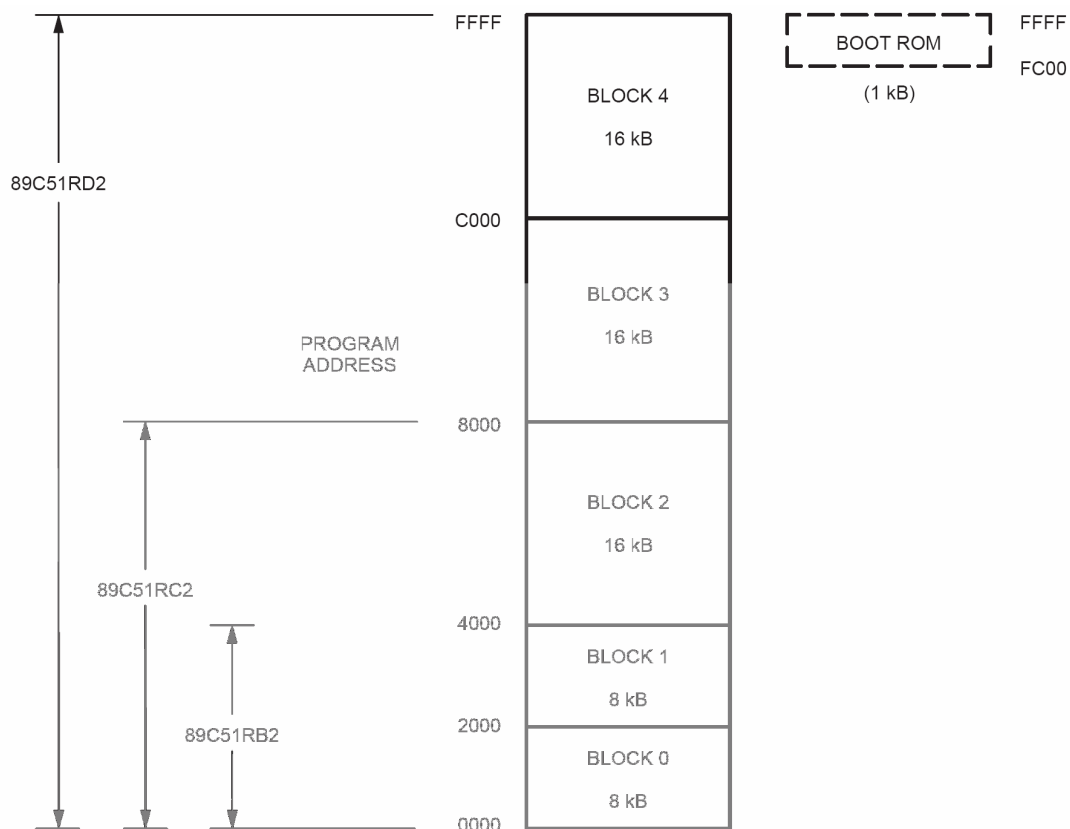 FFFF
BLOCK 4
16 kB
BOOT ROM
(1 kB)
FFFF
FC00
89C51RD2
C000
BLOCK 3
16 kB
PROGRAM
ADDRESS
8000
BLOCK 2
16 kB
89C51RC2
4000
BLOCK 1
8 kB
89C51RB2
2000
BLOCK 0
8 kB
0000